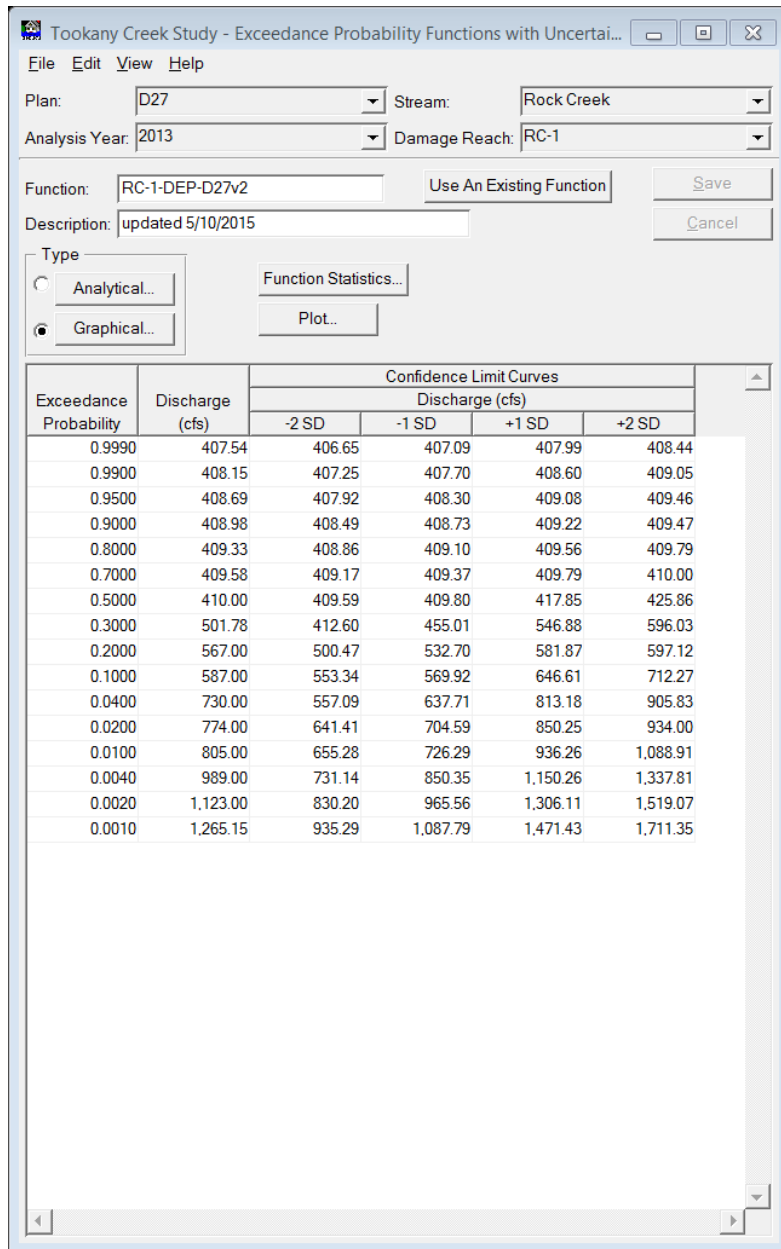 Tookany Creek Study - Exceedance Probability Functions with Uncertai...
File Edit View Help
Plan: D27 Stream: Rock Creek
Analysis Year: 2013 Damage Reach: RC-1
Function: RC-1-DEP-D27v2 Use An Existing Function Save
Description: updated 5/10/2015 Cancel
Type
Analytical... Function Statistics...
Graphical... Plot...
Confidence Limit Curves
Exceedance Discharge Discharge (cfs)
Probability (cfs) -2 SD -1 SD +1 SD +2 SD
0.9990 407.54 406.65 407.09 407.99 408.44
0.9900 408.15 407.25 407.70 408.60 409.05
0.9500 408.69 407.92 408.30 409.08 409.46
0.9000 408.98 408.49 408.73 409.22 409.47
0.8000 409.33 408.86 409.10 409.56 409.79
0.7000 409.58 409.17 409.37 409.79 410.00
0.5000 410.00 409.59 409.80 417.85 425.86
0.3000 501.78 412.60 455.01 546.88 596.03
0.2000 567.00 500.47 532.70 581.87 597.12
0.1000 587.00 553.34 569.92 646.61 712.27
0.0400 730.00 557.09 637.71 813.18 905.83
0.0200 774.00 641.41 704.59 850.25 934.00
0.0100 805.00 655.28 726.29 936.26 1,088.91
0.0040 989.00 731.14 850.35 1,150.26 1,337.81
0.0020 1,123.00 830.20 965.56 1,306.11 1,519.07
0.0010 1,265.15 935.29 1,087.79 1,471.43 1,711.35